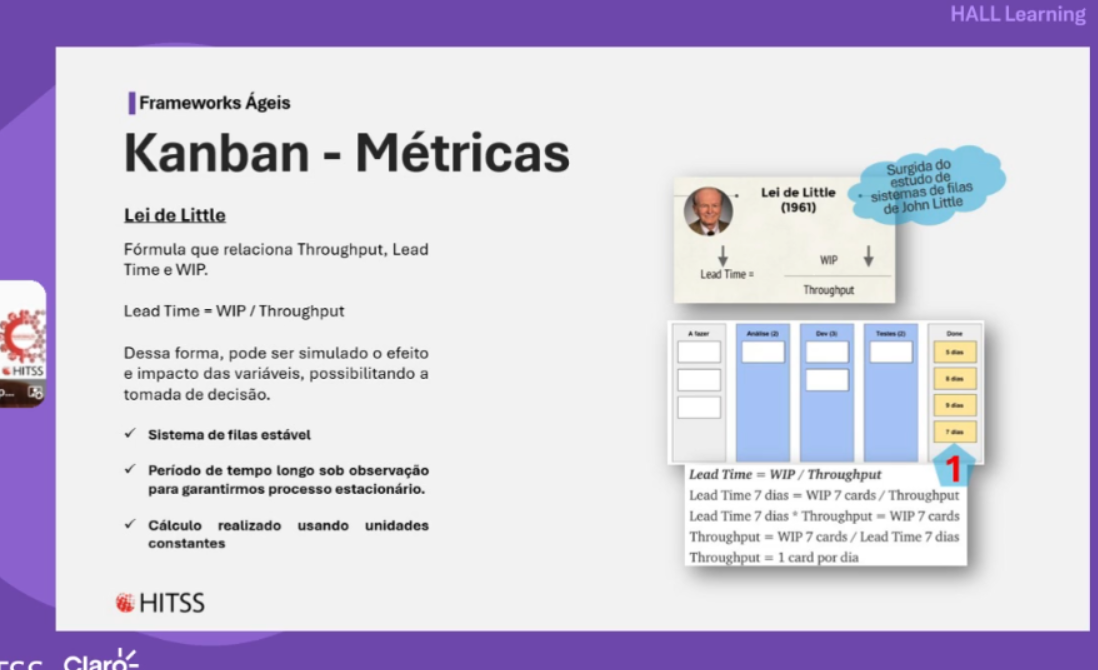 HALL Learning
Frameworks Ágeis
Kanban - Métricas
Lei de Little
Fórmula que relaciona Throughput, Lead
Time e WIP.
Lead Time = WIP / Throughput
Dessa forma, pode ser simulado o efeito
e impacto das variáveis, possibilitando a
tomada de decisão.
✓ Sistema de filas estável
✓ Período de tempo longo sob observação
para garantirmos processo estacionário.
✓ Cálculo realizado usando unidades
constantes
Surgida do
estudo de
sistemas de filas
de John Little
Lei de Little
(1961)
Lead Time =
WIP
Throughput
A fazer
Análise (2)
Dev (3)
Testes (2)
Done
5 dias
8 dias
9 dias
7 dias
1
Lead Time = WIP / Throughput
Lead Time 7 dias = WIP 7 cards / Throughput
Lead Time 7 dias * Throughput = WIP 7 cards
Throughput = WIP 7 cards / Lead Time 7 dias
Throughput = 1 card por dia
HITSS
HITSS
Claro